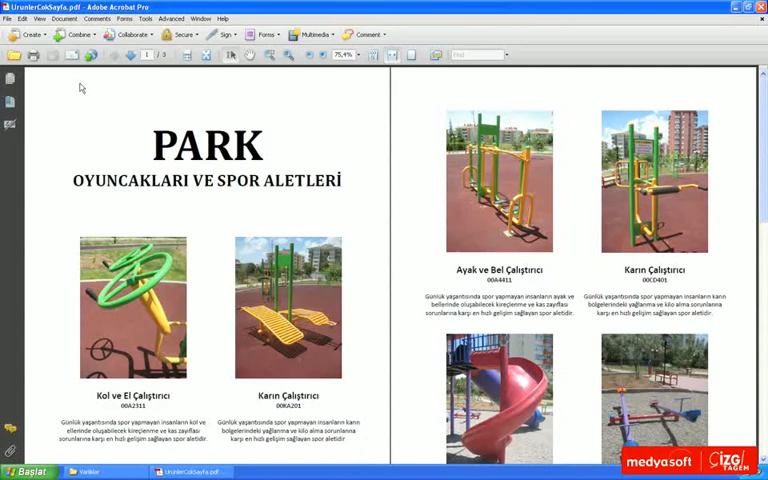 UrunlerCokSayfa.pdf - Adobe Acrobat Pro
File Edit View Document Comments Forms Tools Advanced Window Help
Create Combine Collaborate Secure Sign Forms Multimedia Comment
1 / 3 75,4% Find
PARK
OYUNCAKLARI VE SPOR ALETLERİ
Kol ve El Çalıştırıcı
00A2311
Günlük yaşantısında spor yapmayan insanların kol ve
ellerinde oluşabilecek kireçlenme ve kas zayıflası
sorunlarına karşı en hızlı gelişim sağlayan spor aletidir.
Karın Çalıştırıcı
00KA201
Günlük yaşantısında spor yapmayan insanların karın
bölgelerindeki yağlanma ve kilo alma sorunlarına
karşı en hızlı gelişim sağlayan spor aletidir.
Ayak ve Bel Çalıştırıcı
00A4411
Günlük yaşantısında spor yapmayan insanların ayak ve
bellerinde oluşabilecek kireçlenme ve kas zayıflası
sorunlarına karşı en hızlı gelişim sağlayan spor aletidir.
Karın Çalıştırıcı
00CD401
Günlük yaşantısında spor yapmayan insanların karın
bölgelerindeki yağlanma ve kilo alma sorunlarına
karşı en hızlı gelişim sağlayan spor aletidir.
medyasoft
ÇİZGİ
TAGEM
Başlat
Varliklar
UrunlerCokSayfa.pdf ...